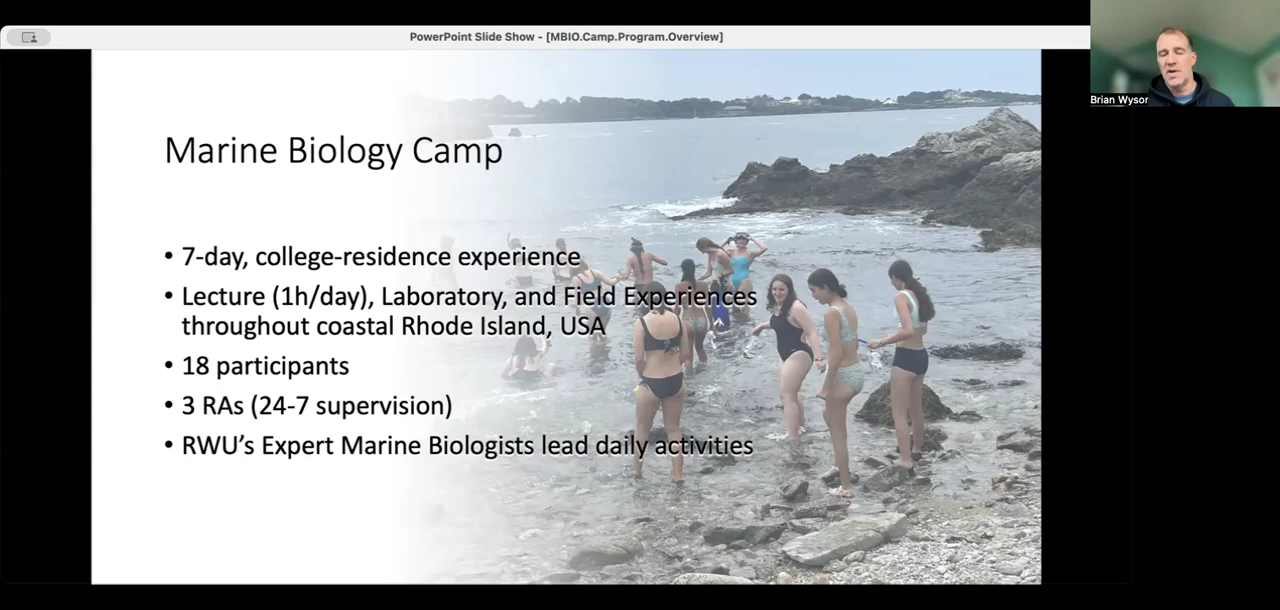 PowerPoint Slide Show - [MBIO.Camp.Program.Overview]
Brian Wysor
Marine Biology Camp
• 7-day, college-residence experience
• Lecture (1h/day), Laboratory, and Field Experiences
throughout coastal Rhode Island, USA
• 18 participants
• 3 RAs (24-7 supervision)
• RWU’s Expert Marine Biologists lead daily activities